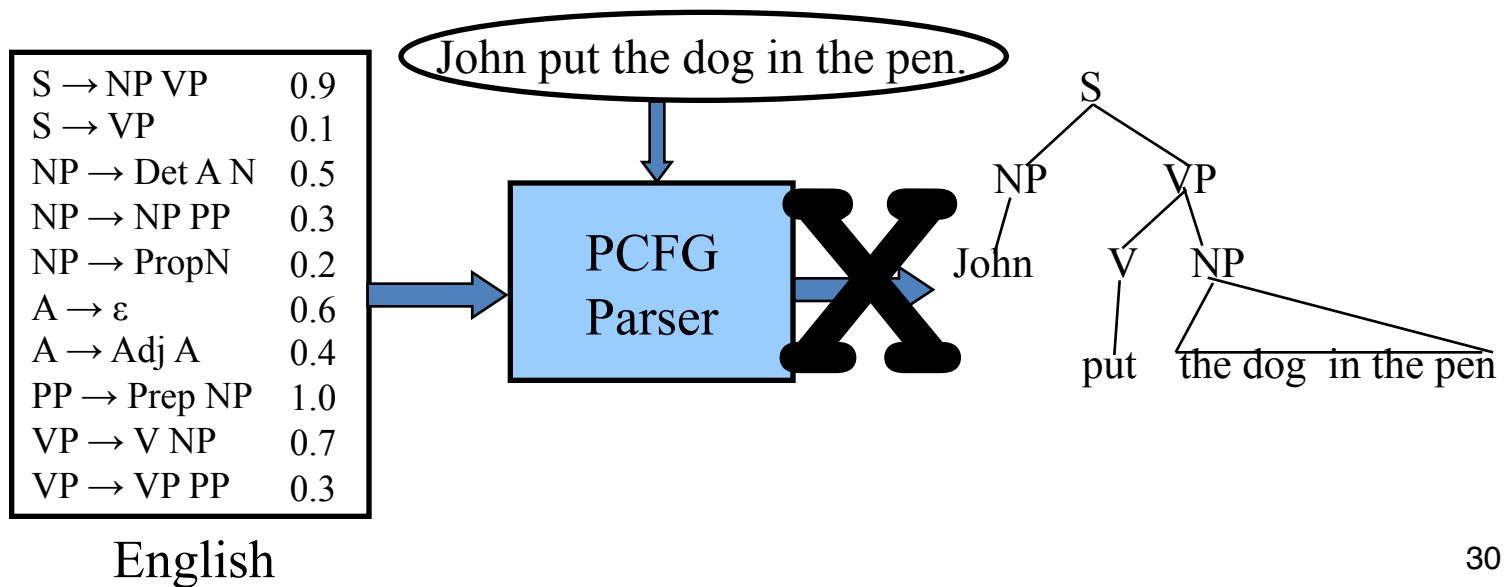 John put the dog in the pen.
S → NP VP 0.9
S → VP 0.1
NP → Det A N 0.5
NP → NP PP 0.3
NP → PropN 0.2
A → ε 0.6
A → Adj A 0.4
PP → Prep NP 1.0
VP → V NP 0.7
VP → VP PP 0.3
English
PCFG
Parser
X
S
NP VP
John V NP
put the dog in the pen
30